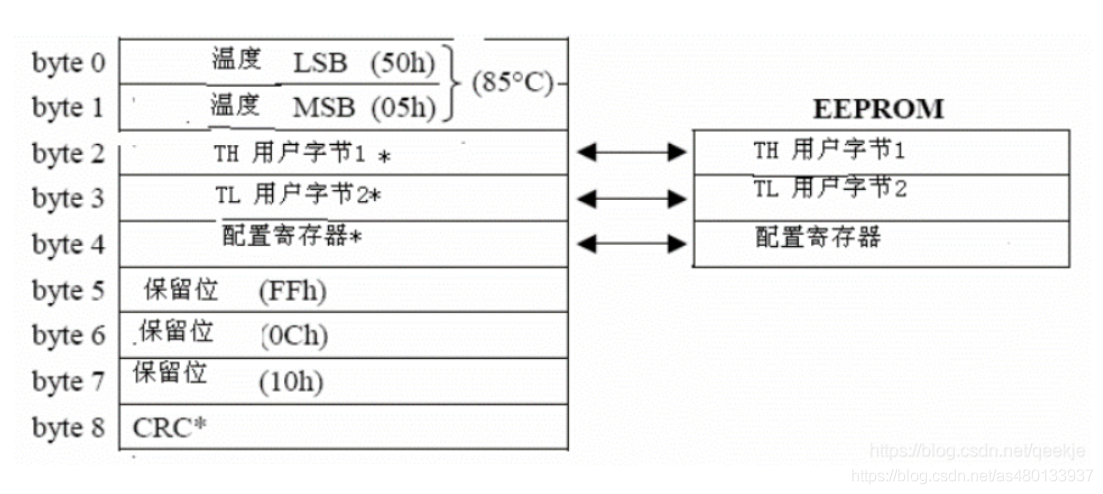 byte 0 温度 LSB (50h)
(85°C)
byte 1 温度 MSB (05h)
EEPROM
byte 2 TH 用户字节1 * TH 用户字节1
byte 3 TL 用户字节2* TL 用户字节2
byte 4 配置寄存器* 配置寄存器
byte 5 保留位 (FFh)
byte 6 保留位 (0Ch)
byte 7 保留位 (10h)
byte 8 CRC*
https://blog.csdn.net/qeekje
https://blog.csdn.net/as480133937